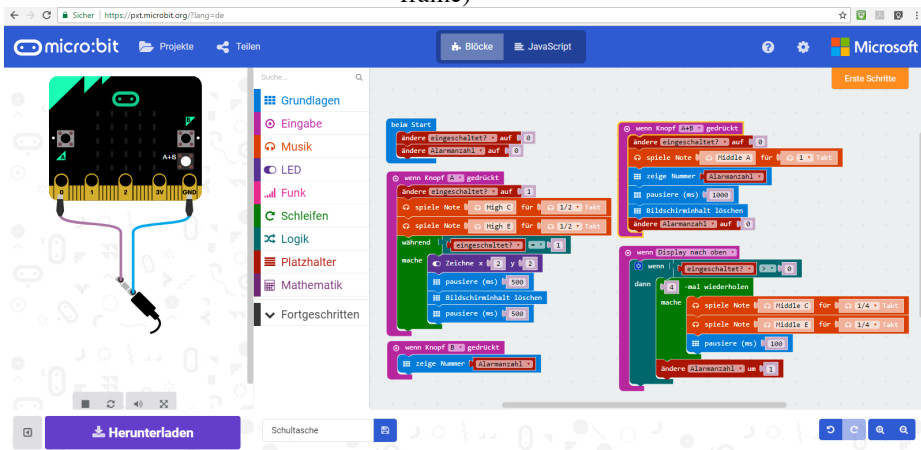 frame)
Sicher | https://pxt.microbit.org/?lang=de
micro:bit Projekte Teilen Blöcke JavaScript Microsoft
Suche...
Erste Schritte
Grundlagen
Eingabe
Musik
LED
Funk
Schleifen
Logik
Platzhalter
Mathematik
Fortgeschritten
A
B
A+B
0 1 2 3V GND
beim Start
ändere eingeschaltet? auf 0
ändere Alarmanzahl auf 0
wenn Knopf A gedrückt
ändere eingeschaltet? auf 1
spiele Note High C für 1/2 Takt
spiele Note High E für 1/2 Takt
während eingeschaltet? = 1
mache Zeichne x 2 y 2
pausiere (ms) 500
Bildschirminhalt löschen
pausiere (ms) 500
wenn Knopf B gedrückt
zeige Nummer Alarmanzahl
wenn Knopf A+B gedrückt
ändere eingeschaltet? auf 0
spiele Note Middle A für 1 Takt
zeige Nummer Alarmanzahl
pausiere (ms) 1000
Bildschirminhalt löschen
ändere Alarmanzahl auf 0
wenn Display nach oben
wenn eingeschaltet? > 0
dann 4 -mal wiederholen
mache spiele Note Middle C für 1/4 Takt
spiele Note Middle E für 1/4 Takt
pausiere (ms) 100
ändere Alarmanzahl um 1
Herunterladen
Schultasche